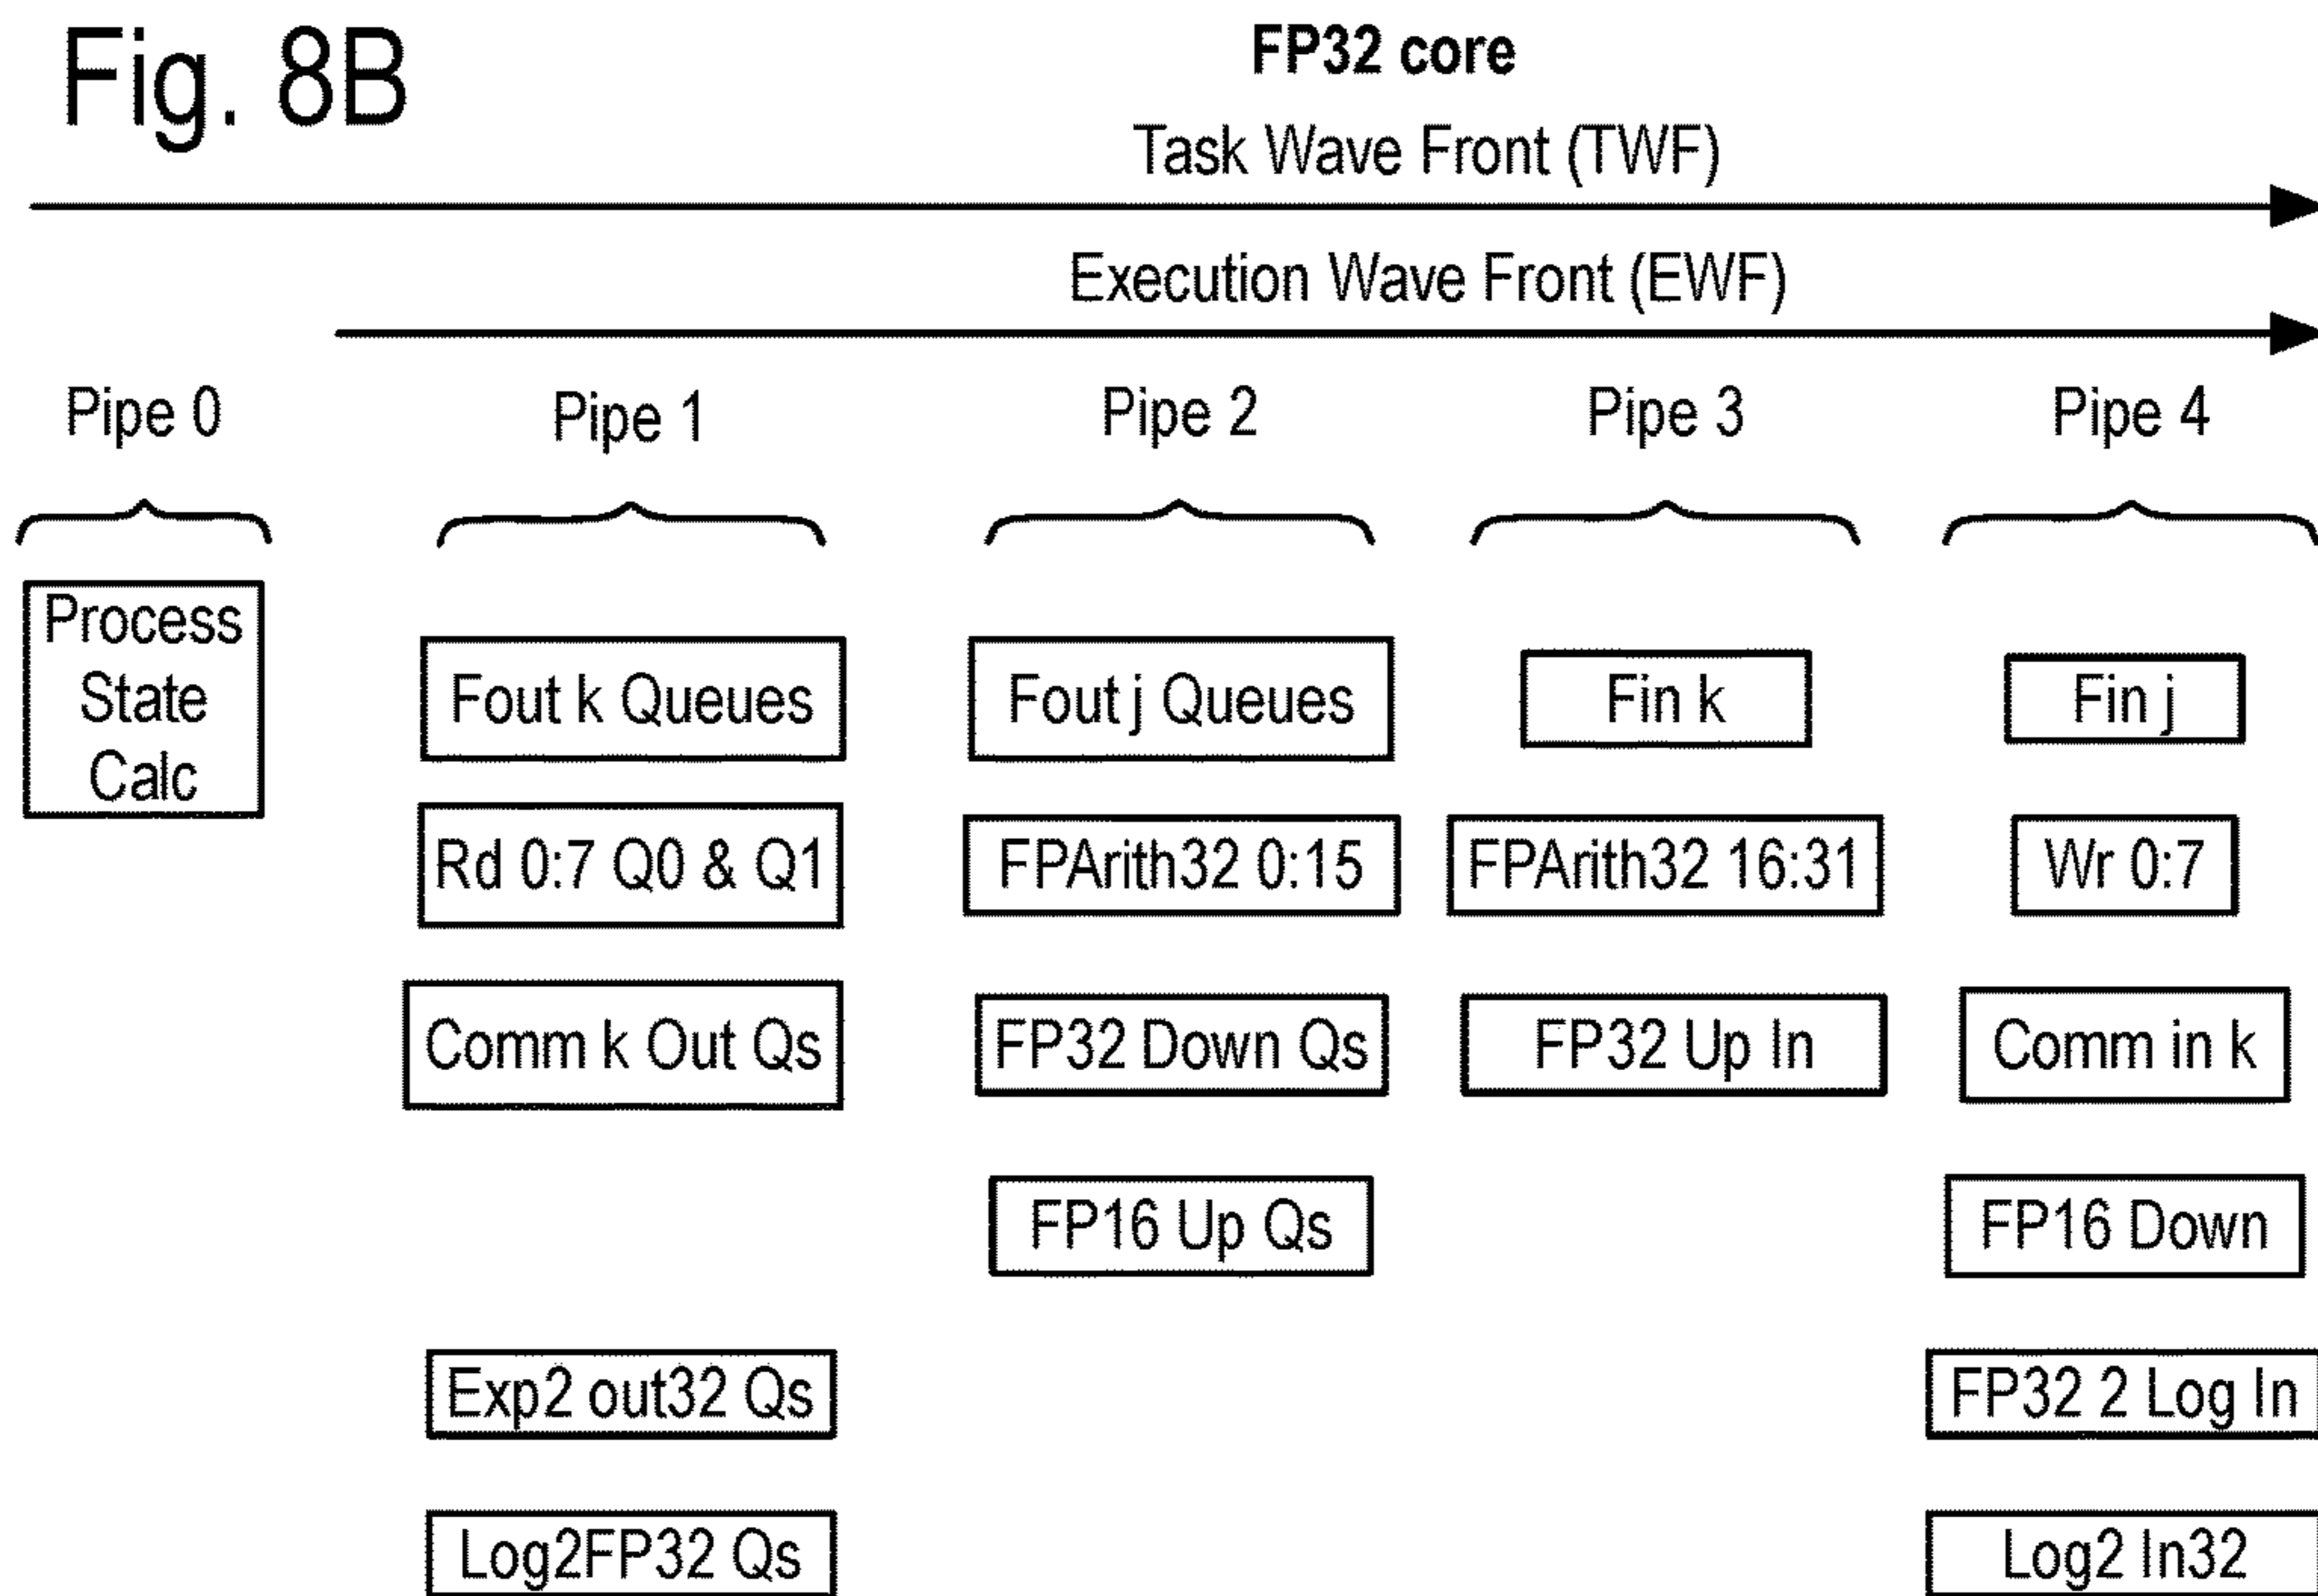 Fig. 8B
FP32 core
Task Wave Front (TWF)
Execution Wave Front (EWF)
Pipe 0
Pipe 1
Pipe 2
Pipe 3
Pipe 4
Process
State
Calc
Fout k Queues
Fout j Queues
Fin k
Fin j
Rd 0:7 Q0 & Q1
FPArith32 0:15
FPArith32 16:31
Wr 0:7
Comm k Out Qs
FP32 Down Qs
FP32 Up In
Comm in k
FP16 Up Qs
FP16 Down
Exp2 out32 Qs
FP32 2 Log In
Log2FP32 Qs
Log2 In32